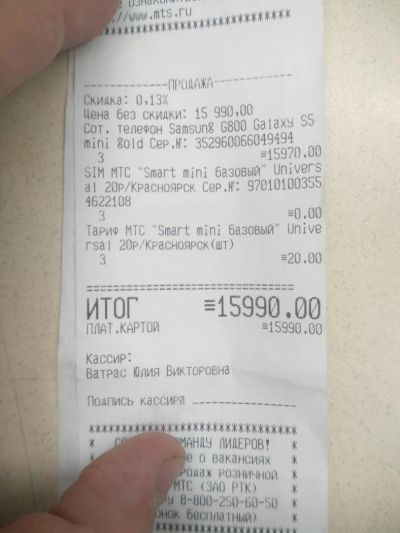 //www.mts.ru
************************
------------ПРОДАЖА------------
Скидка: 0,13%
Цена без скидки: 15 990,00
Сот. телефон Samsung G800 Galaxy S5
mini Gold Сер.№: 352960066049494
3 ≡15970.00
SIM МТС "Smart mini базовый" Univers
al 20р/Красноярск Сер.№: 97010100355
4622108
3 ≡0.00
Тариф МТС "Smart mini базовый" Unive
rsal 20р/Красноярск(шт)
3 ≡20.00
================================
ИТОГ ≡15990.00
ПЛАТ.КАРТОЙ ≡15990.00
Кассир:
Ватрас Юлия Викторовна
Подпись кассира ________________
********************************
* МАНДУ ЛИДЕРОВ! *
* о вакансиях *
* розничной *
МТС (ЗАО РТК) *
8-800-250-60-50 *
бесплатный) *